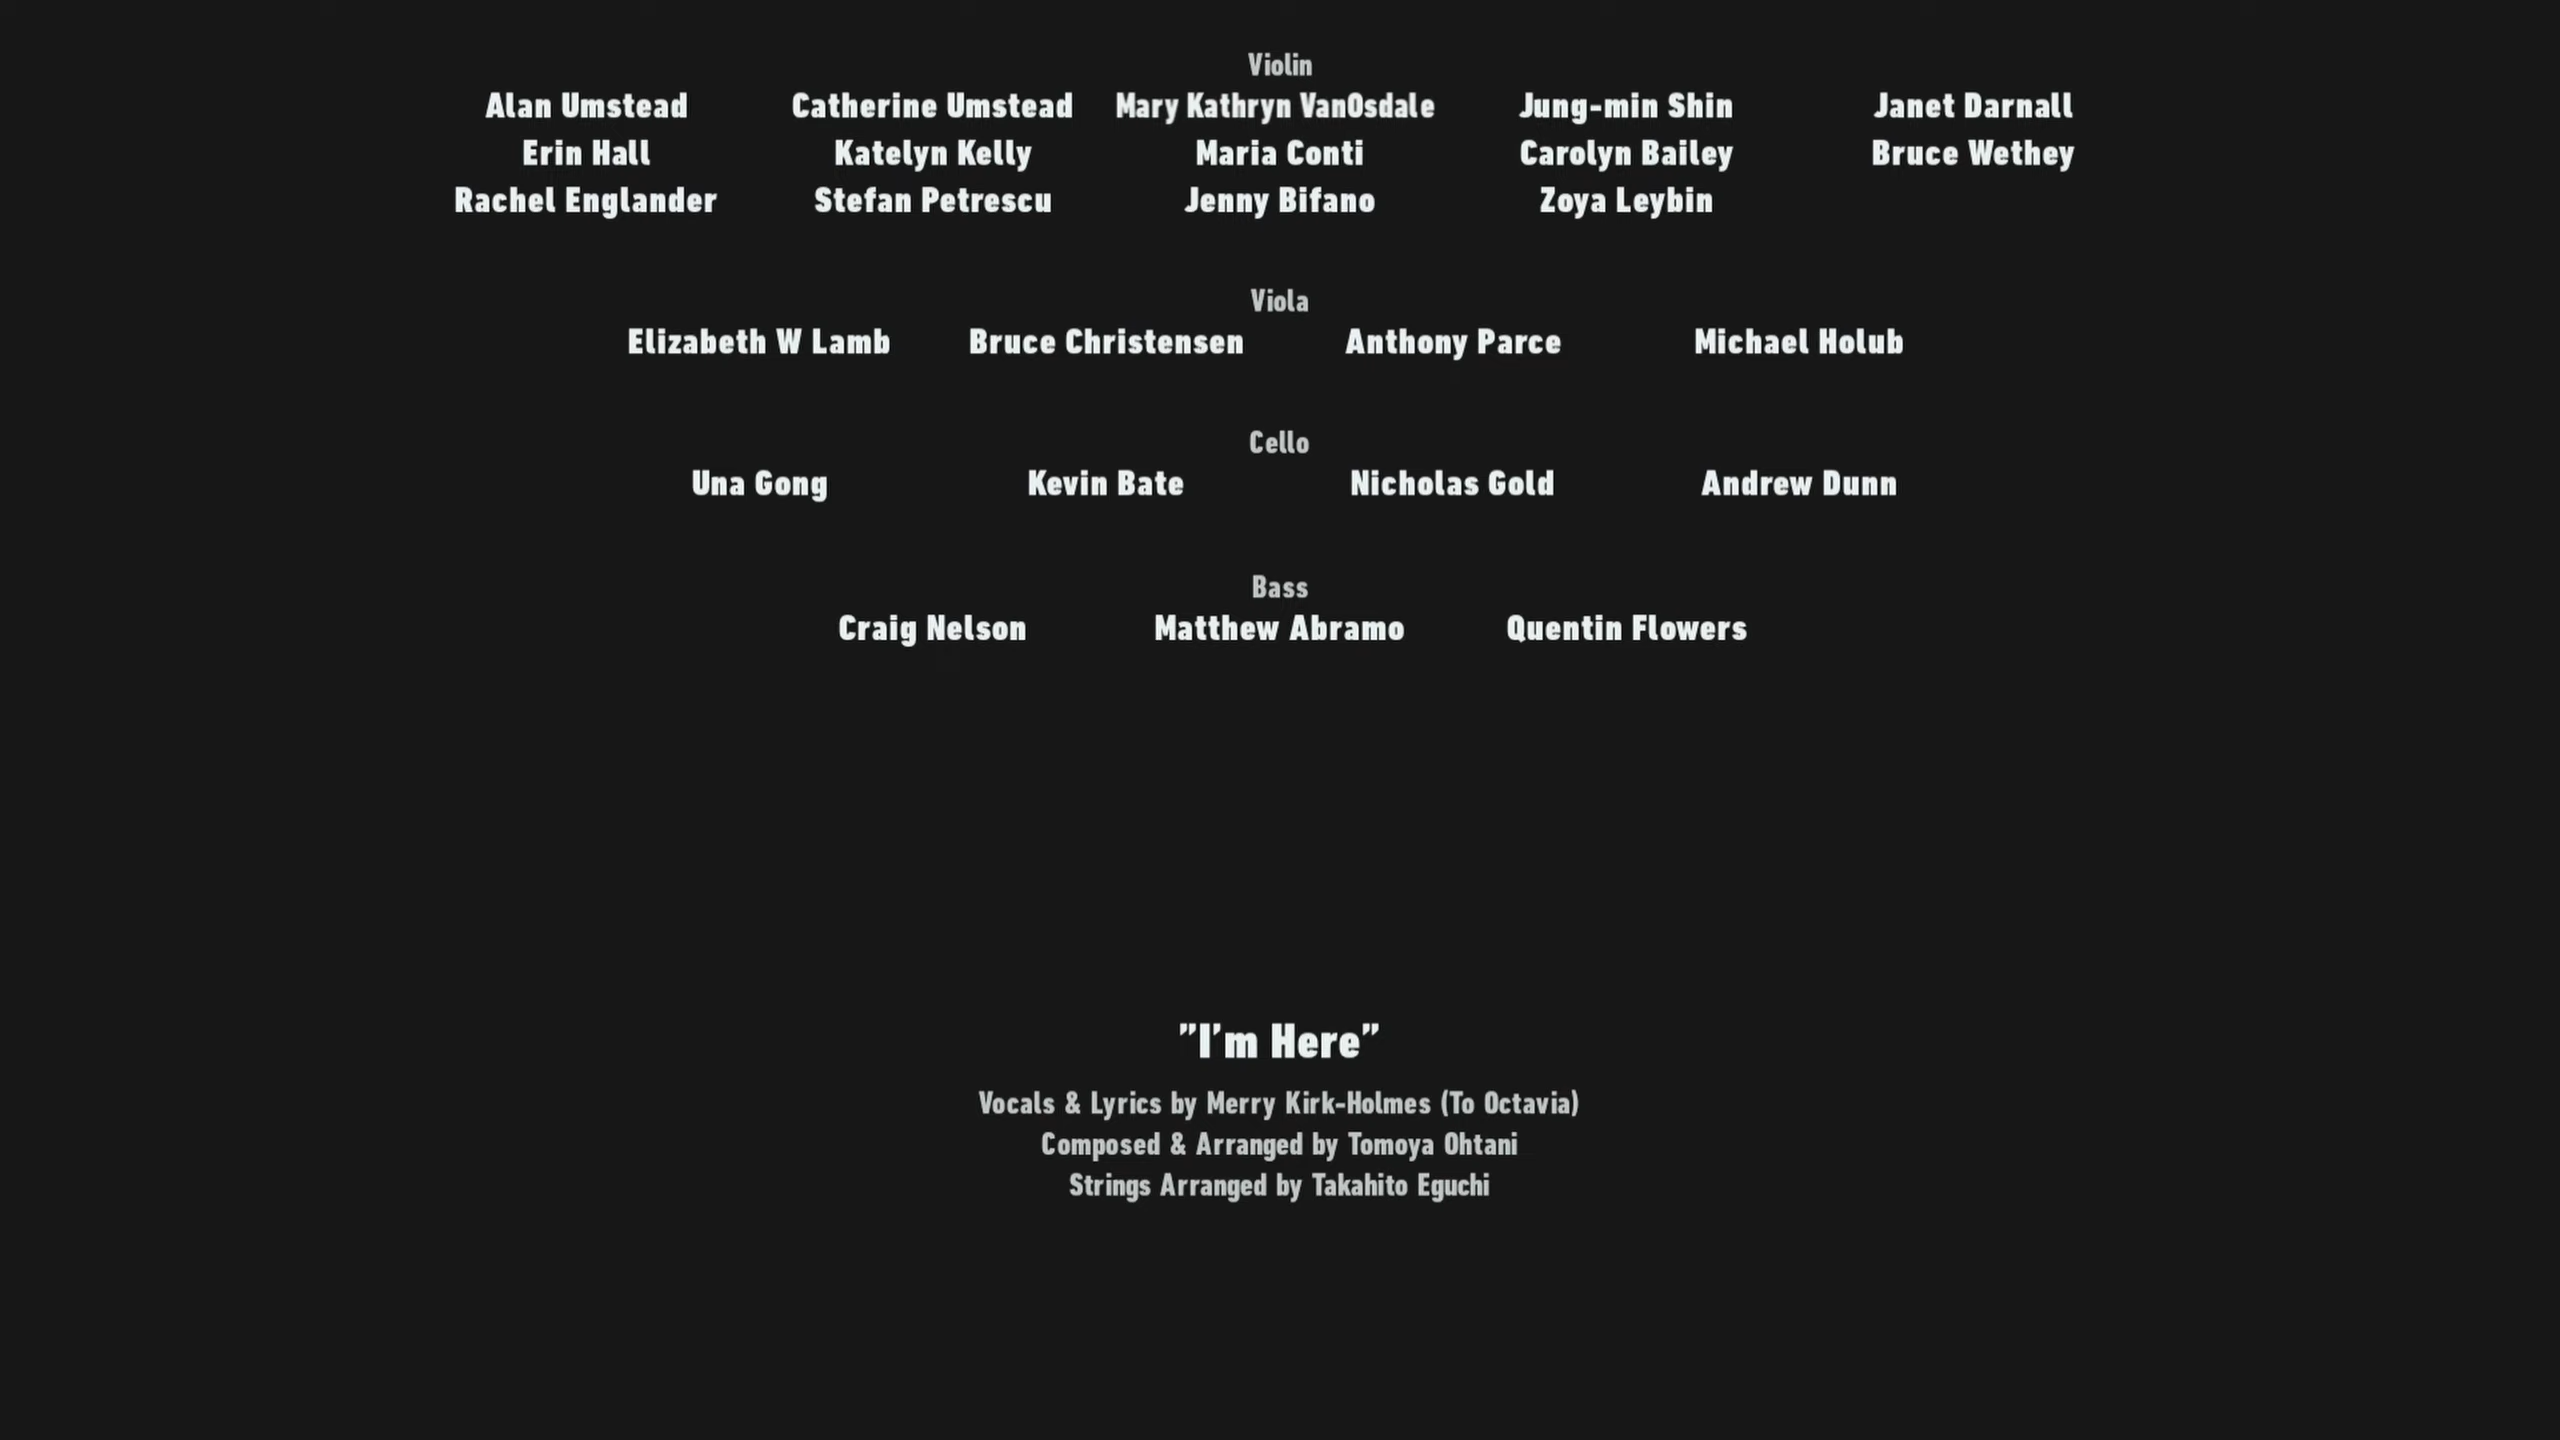 Violin
Alan Umstead Catherine Umstead Mary Kathryn VanOsdale Jung-min Shin Janet Darnall
Erin Hall Katelyn Kelly Maria Conti Carolyn Bailey Bruce Wethey
Rachel Englander Stefan Petrescu Jenny Bifano Zoya Leybin
Viola
Elizabeth W Lamb Bruce Christensen Anthony Parce Michael Holub
Cello
Una Gong Kevin Bate Nicholas Gold Andrew Dunn
Bass
Craig Nelson Matthew Abramo Quentin Flowers
”I’m Here”
Vocals & Lyrics by Merry Kirk-Holmes (To Octavia)
Composed & Arranged by Tomoya Ohtani
Strings Arranged by Takahito Eguchi